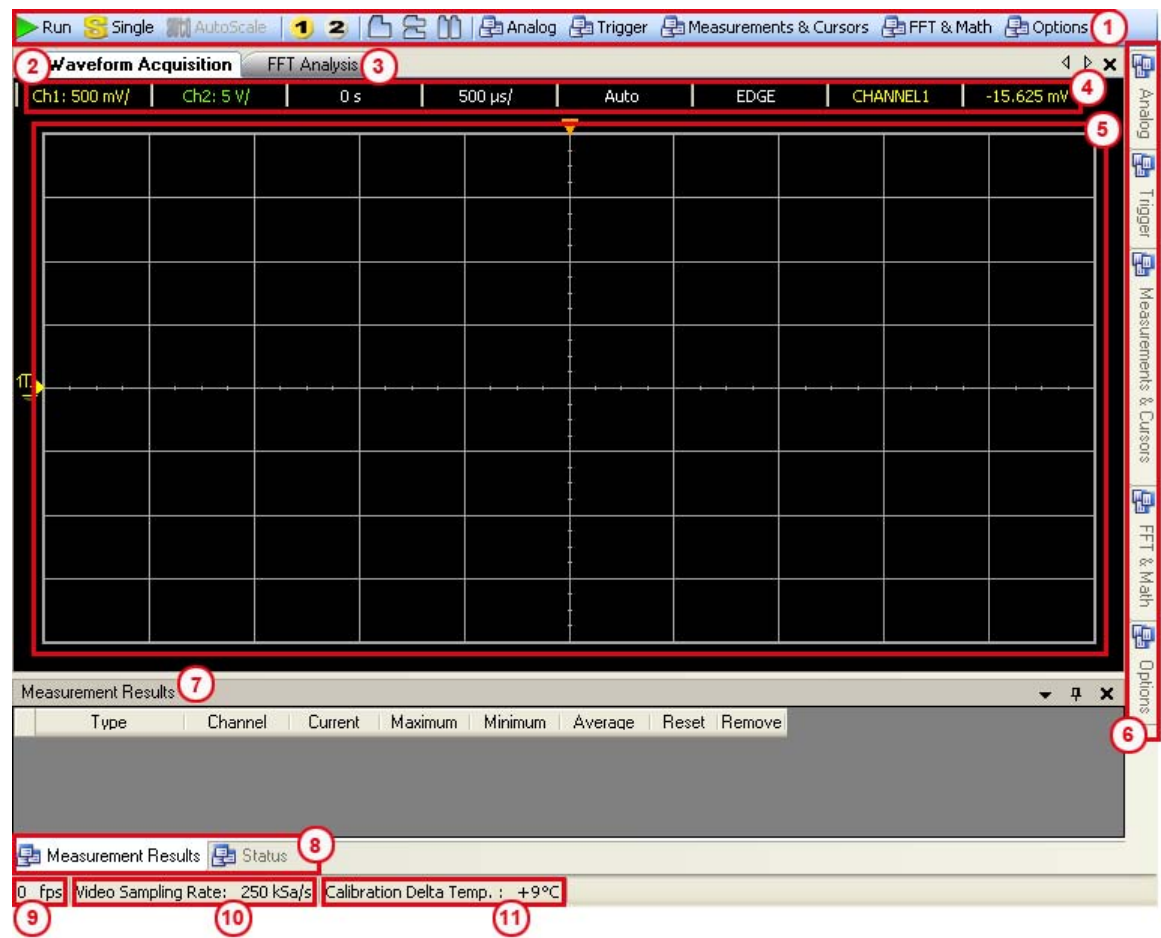 Run Single AutoScale 1 2 Analog Trigger Measurements & Cursors FFT & Math Options 1
2 Waveform Acquisition FFT Analysis 3
Ch1: 500 mV/ Ch2: 5 V/ 0 s 500 µs/ Auto EDGE CHANNEL1 -15.625 mV 4
5
Analog
Trigger
Measurements & Cursors
FFT & Math
Options
6
Measurement Results 7
Type Channel Current Maximum Minimum Average Reset Remove
Measurement Results Status 8
0 fps Video Sampling Rate: 250 kSa/s Calibration Delta Temp. : +9°C
9 10 11